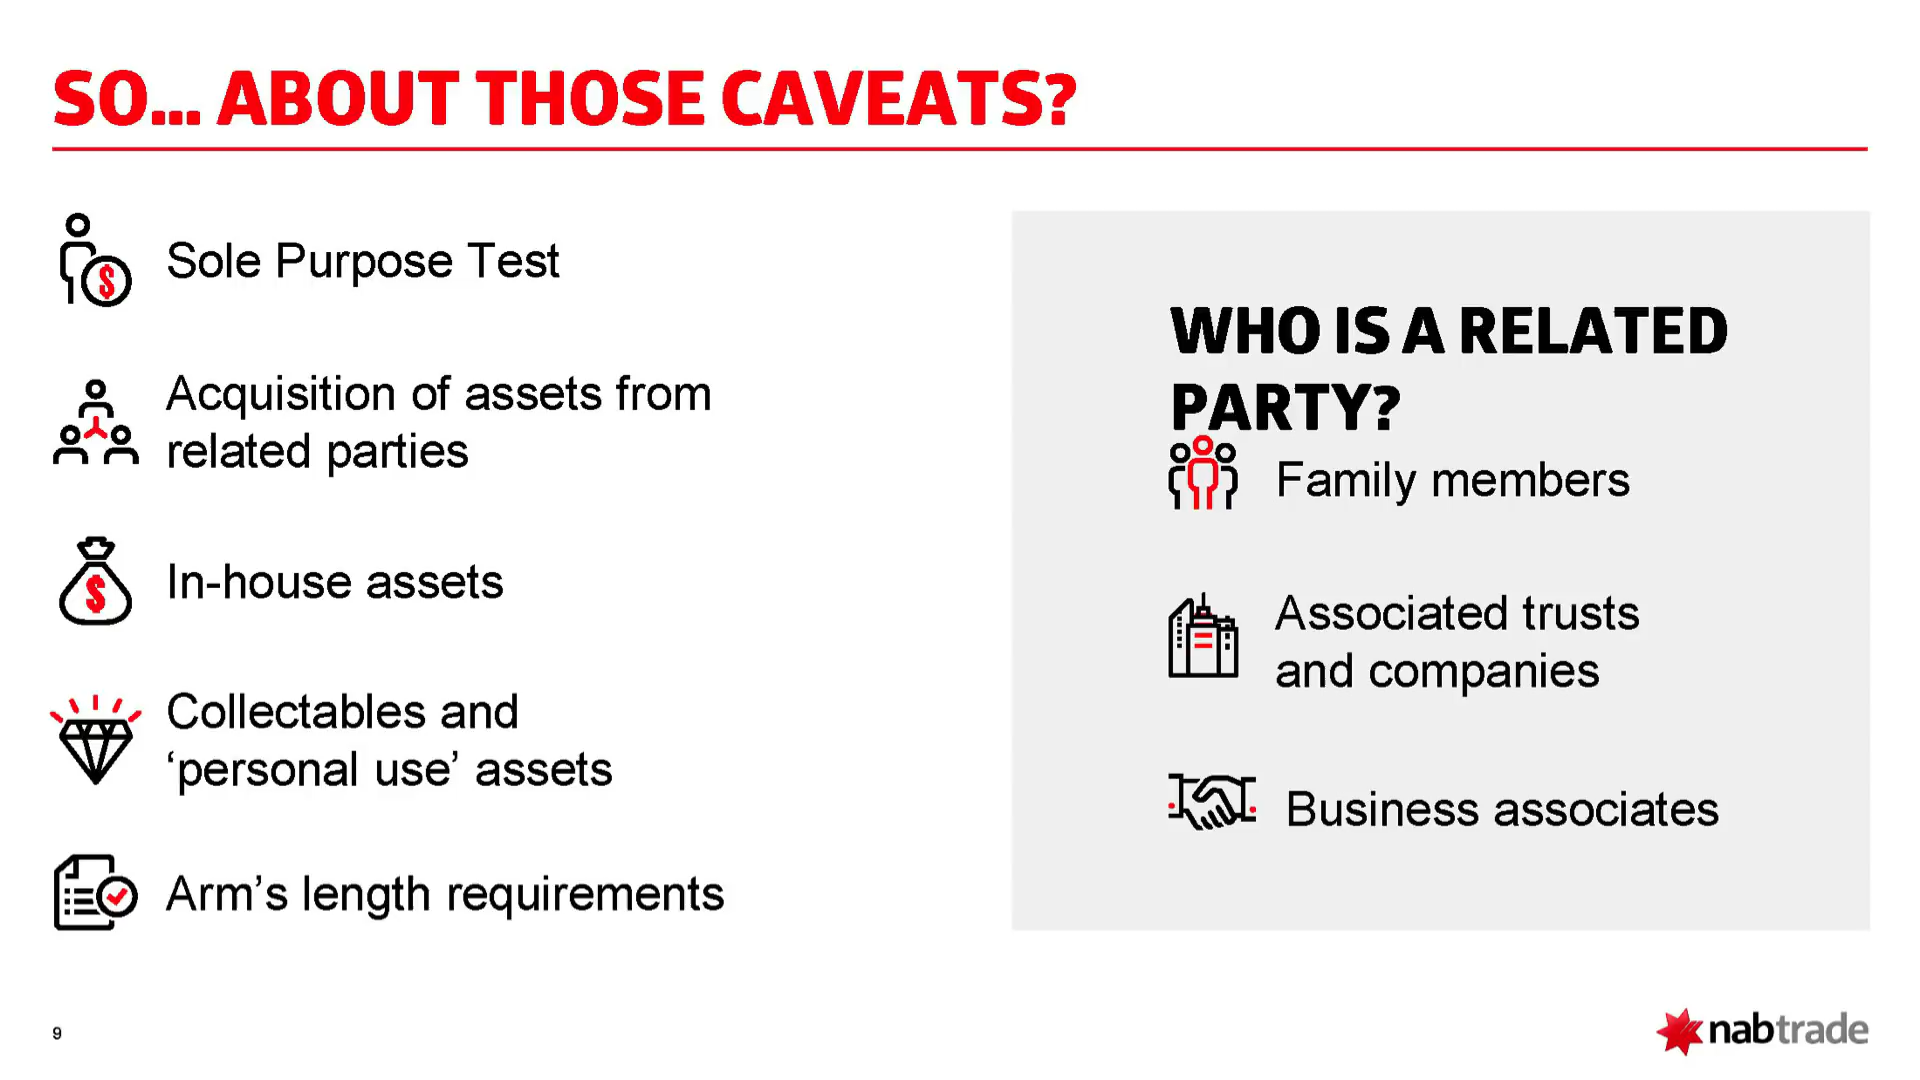 SO... ABOUT THOSE CAVEATS?
Sole Purpose Test
Acquisition of assets from
related parties
In-house assets
Collectables and
‘personal use’ assets
Arm’s length requirements
WHO IS A RELATED
PARTY?
Family members
Associated trusts
and companies
Business associates
9
nabtrade